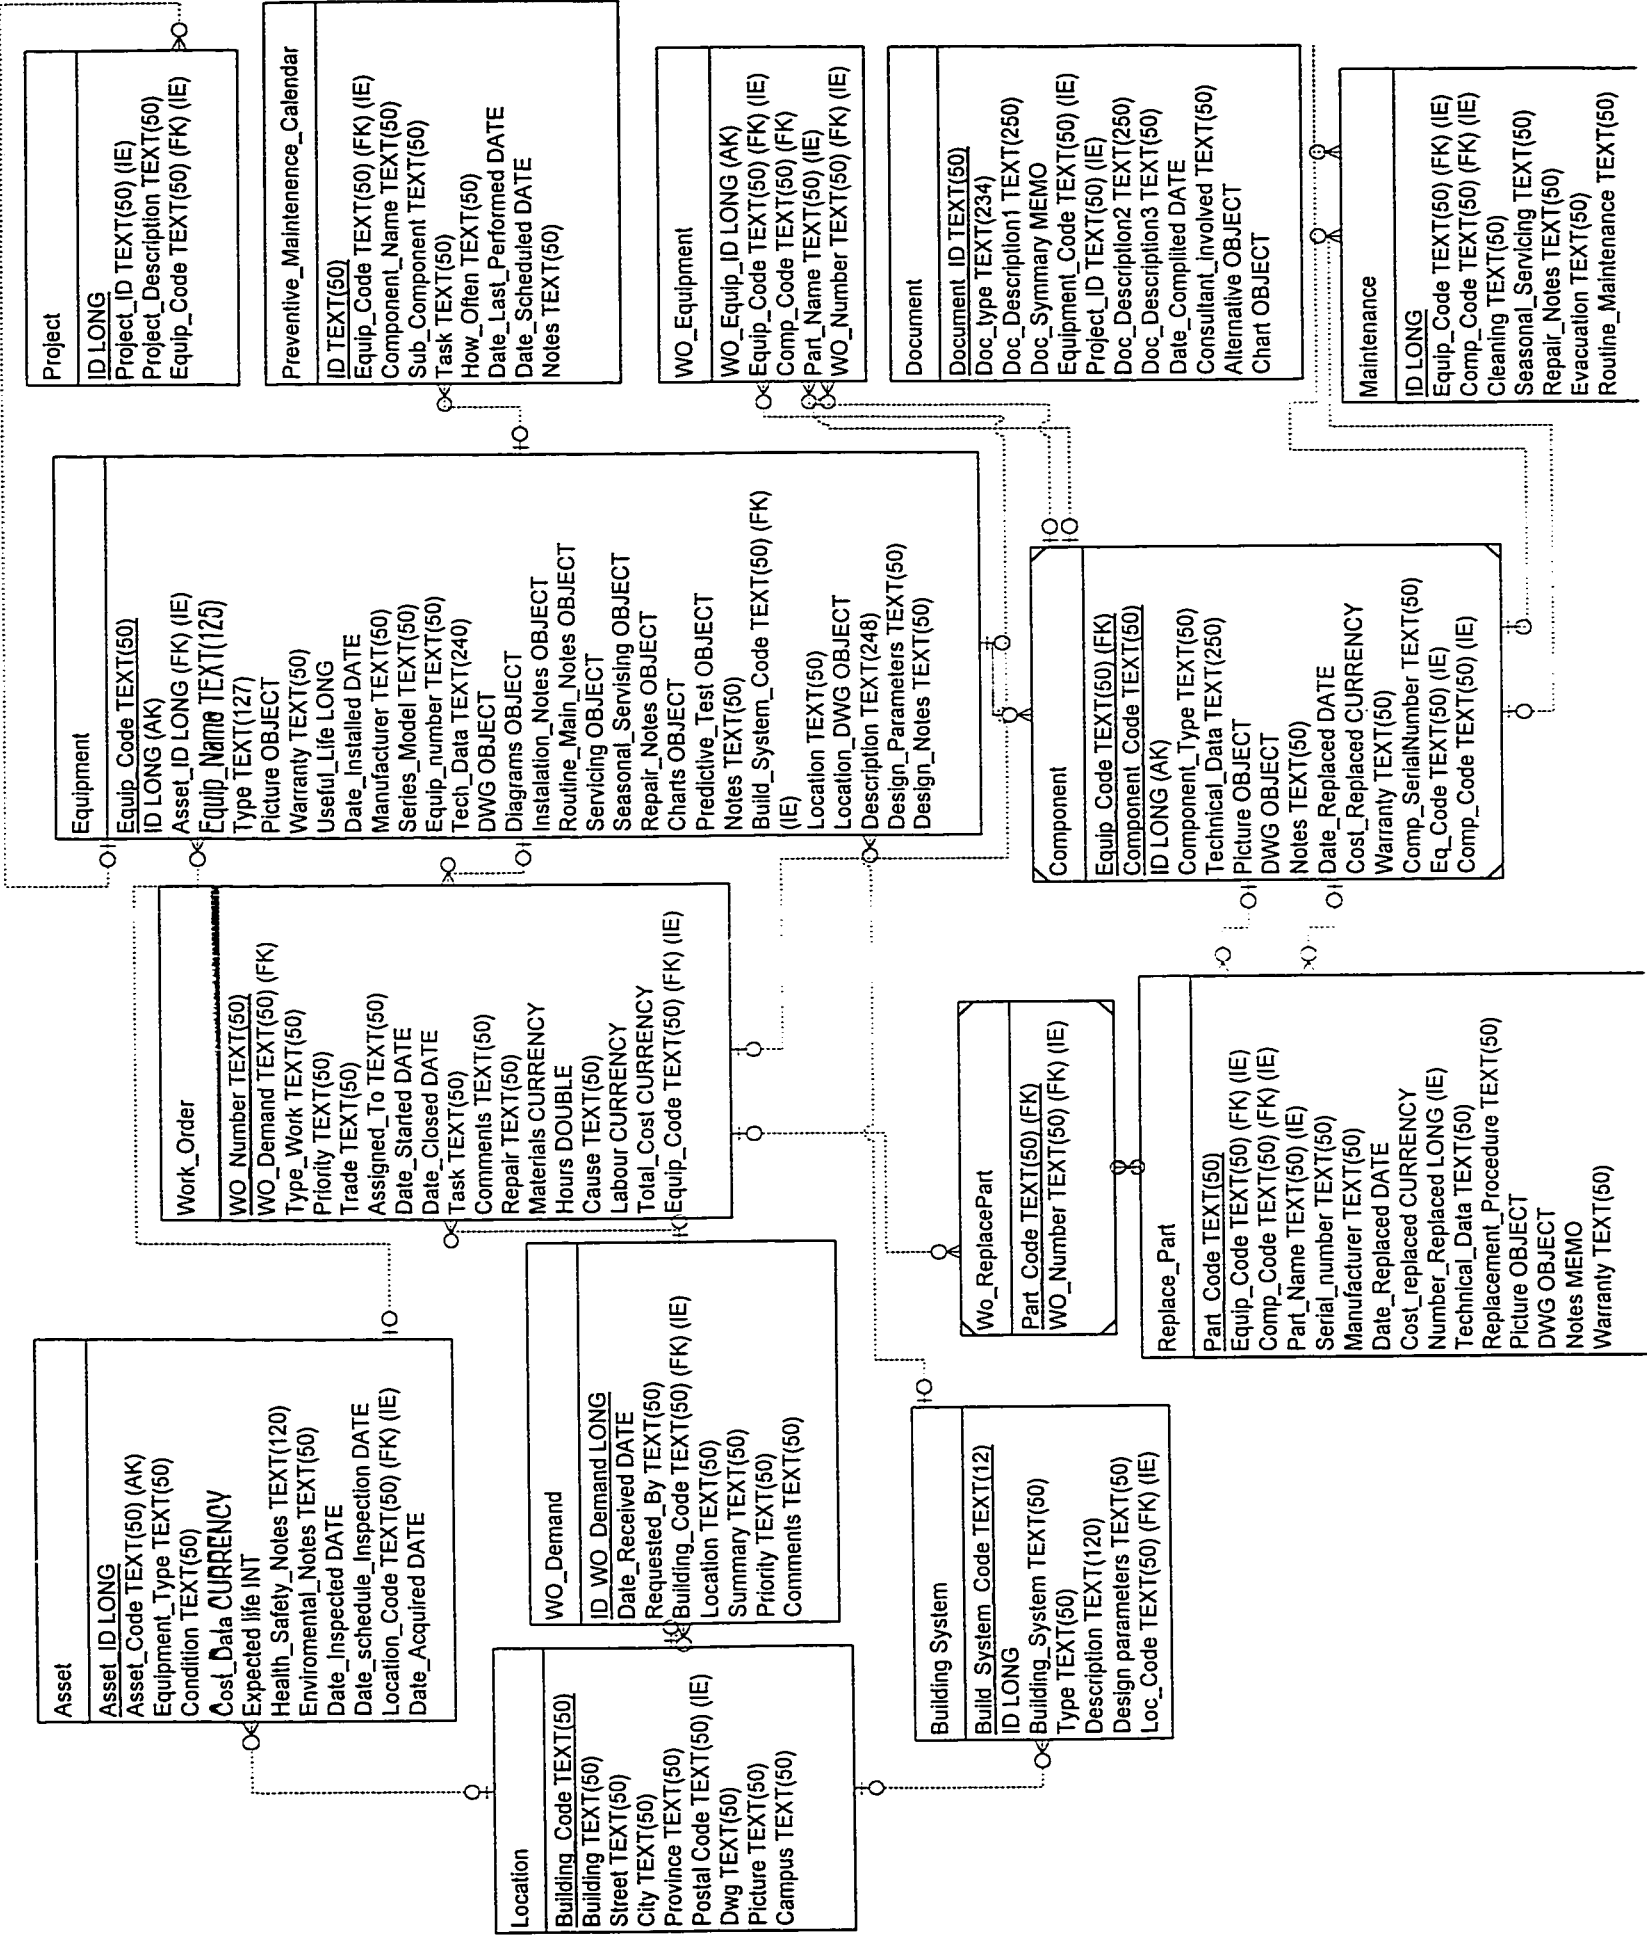 Project
ID LONG
Project_ID TEXT(50) (IE)
Project_Description TEXT(50)
Equip_Code TEXT(50) (FK) (IE)
Preventive_Maintenence_Calendar
ID TEXT(50)
Equip_Code TEXT(50) (FK) (IE)
Component_Name TEXT(50)
Sub_Component TEXT(50)
Task TEXT(50)
How_Often TEXT(50)
Date_Last_Performed DATE
Date_Scheduled DATE
Notes TEXT(50)
WO_Equipment
WO_Equip_ID LONG (AK)
Equip_Code TEXT(50) (FK) (IE)
Comp_Code TEXT(50) (FK)
Part_Name TEXT(50) (IE)
WO_Number TEXT(50) (FK) (IE)
Document
Document_ID TEXT(50)
Doc_type TEXT(234)
Doc_Description1 TEXT(250)
Doc_Symmary MEMO
Equipment_Code TEXT(50) (IE)
Project_ID TEXT(50) (IE)
Doc_Description2 TEXT(250)
Doc_Description3 TEXT(50)
Date_Complited DATE
Consultant_involved TEXT(50)
Alternative OBJECT
Chart OBJECT
Maintenance
ID LONG
Equip_Code TEXT(50) (FK) (IE)
Comp_Code TEXT(50) (FK) (IE)
Cleaning TEXT(50)
Seasonal_Servicing TEXT(50)
Repair_Notes TEXT(50)
Evacuation TEXT(50)
Routine_Maintenance TEXT(50)
Equipment
Equip_Code TEXT(50)
ID LONG (AK)
Asset_ID LONG (FK) (IE)
Equip_Name TEXT(125)
Type TEXT(127)
Picture OBJECT
Warranty TEXT(50)
Useful_Life LONG
Date_Installed DATE
Manufacturer TEXT(50)
Series_Model TEXT(50)
Equip_number TEXT(50)
Tech_Data TEXT(240)
DWG OBJECT
Diagrams OBJECT
Installation_Notes OBJECT
Routine_Main_Notes OBJECT
Servicing OBJECT
Seasonal_Servising OBJECT
Repair_Notes OBJECT
Charts OBJECT
Predictive_Test OBJECT
Notes TEXT(50)
Build_System_Code TEXT(50) (FK)
(IE)
Location TEXT(50)
Location_DWG OBJECT
Description TEXT(248)
Design_Parameters TEXT(50)
Design_Notes TEXT(50)
Component
Equip_Code TEXT(50) (FK)
Component_Code TEXT(50)
ID LONG (AK)
Component_Type TEXT(50)
Technical_Data TEXT(250)
Picture OBJECT
DWG OBJECT
Notes TEXT(50)
Date_Replaced DATE
Cost_Replaced CURRENCY
Warranty TEXT(50)
Comp_SerialNumber TEXT(50)
Eq_Code TEXT(50) (IE)
Comp_Code TEXT(50) (IE)
Work_Order
WO_Number TEXT(50)
WO_Demand TEXT(50) (FK)
Type_Work TEXT(50)
Priority TEXT(50)
Trade TEXT(50)
Assigned_To TEXT(50)
Date_Started DATE
Date_Closed DATE
Task TEXT(50)
Comments TEXT(50)
Repair TEXT(50)
Materials CURRENCY
Hours DOUBLE
Cause TEXT(50)
Labour CURRENCY
Total_Cost CURRENCY
Equip_Code TEXT(50) (FK) (IE)
Wo_ReplacePart
Part_Code TEXT(50) (FK)
WO_Number TEXT(50) (FK) (IE)
Replace_Part
Part_Code TEXT(50)
Equip_Code TEXT(50) (FK) (IE)
Comp_Code TEXT(50) (FK) (IE)
Part_Name TEXT(50) (IE)
Serial_number TEXT(50)
Manufacturer TEXT(50)
Date_Replaced DATE
Cost_replaced CURRENCY
Number_Replaced LONG (IE)
Technical_Data TEXT(50)
Replacement_Procedure TEXT(50)
Picture OBJECT
DWG OBJECT
Notes MEMO
Warranty TEXT(50)
Asset
Asset_ID LONG
Asset_Code TEXT(50) (AK)
Equipment_Type TEXT(50)
Condition TEXT(50)
Cost_Data CURRENCY
Expected life INT
Health_Safety_Notes TEXT(120)
Enviromental_Notes TEXT(50)
Date_Inspected DATE
Date_schedule_Inspection DATE
Location_Code TEXT(50) (FK) (IE)
Date_Acquired DATE
WO_Demand
ID_WO_Demand LONG
Date_Received DATE
Requested_By TEXT(50)
Building_Code TEXT(50) (FK) (IE)
Location TEXT(50)
Summary TEXT(50)
Priority TEXT(50)
Comments TEXT(50)
Building System
Build_System_Code TEXT(12)
ID LONG
Building_System TEXT(50)
Type TEXT(50)
Description TEXT(120)
Design parameters TEXT(50)
Loc_Code TEXT(50) (FK) (IE)
Location
Building_Code TEXT(50)
Building TEXT(50)
Street TEXT(50)
City TEXT(50)
Province TEXT(50)
Postal Code TEXT(50) (IE)
Dwg TEXT(50)
Picture TEXT(50)
Campus TEXT(50)